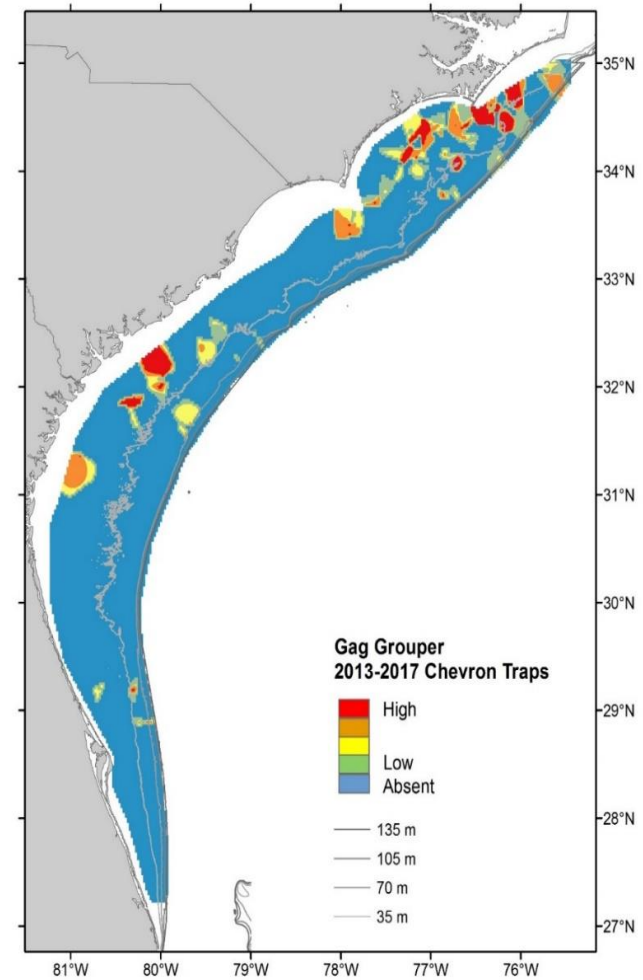 35°N
34°N
33°N
32°N
31°N
30°N
29°N
28°N
27°N
Gag Grouper
2013-2017 Chevron Traps
High
Low
Absent
135 m
105 m
70 m
35 m
81°W 80°W 79°W 78°W 77°W 76°W